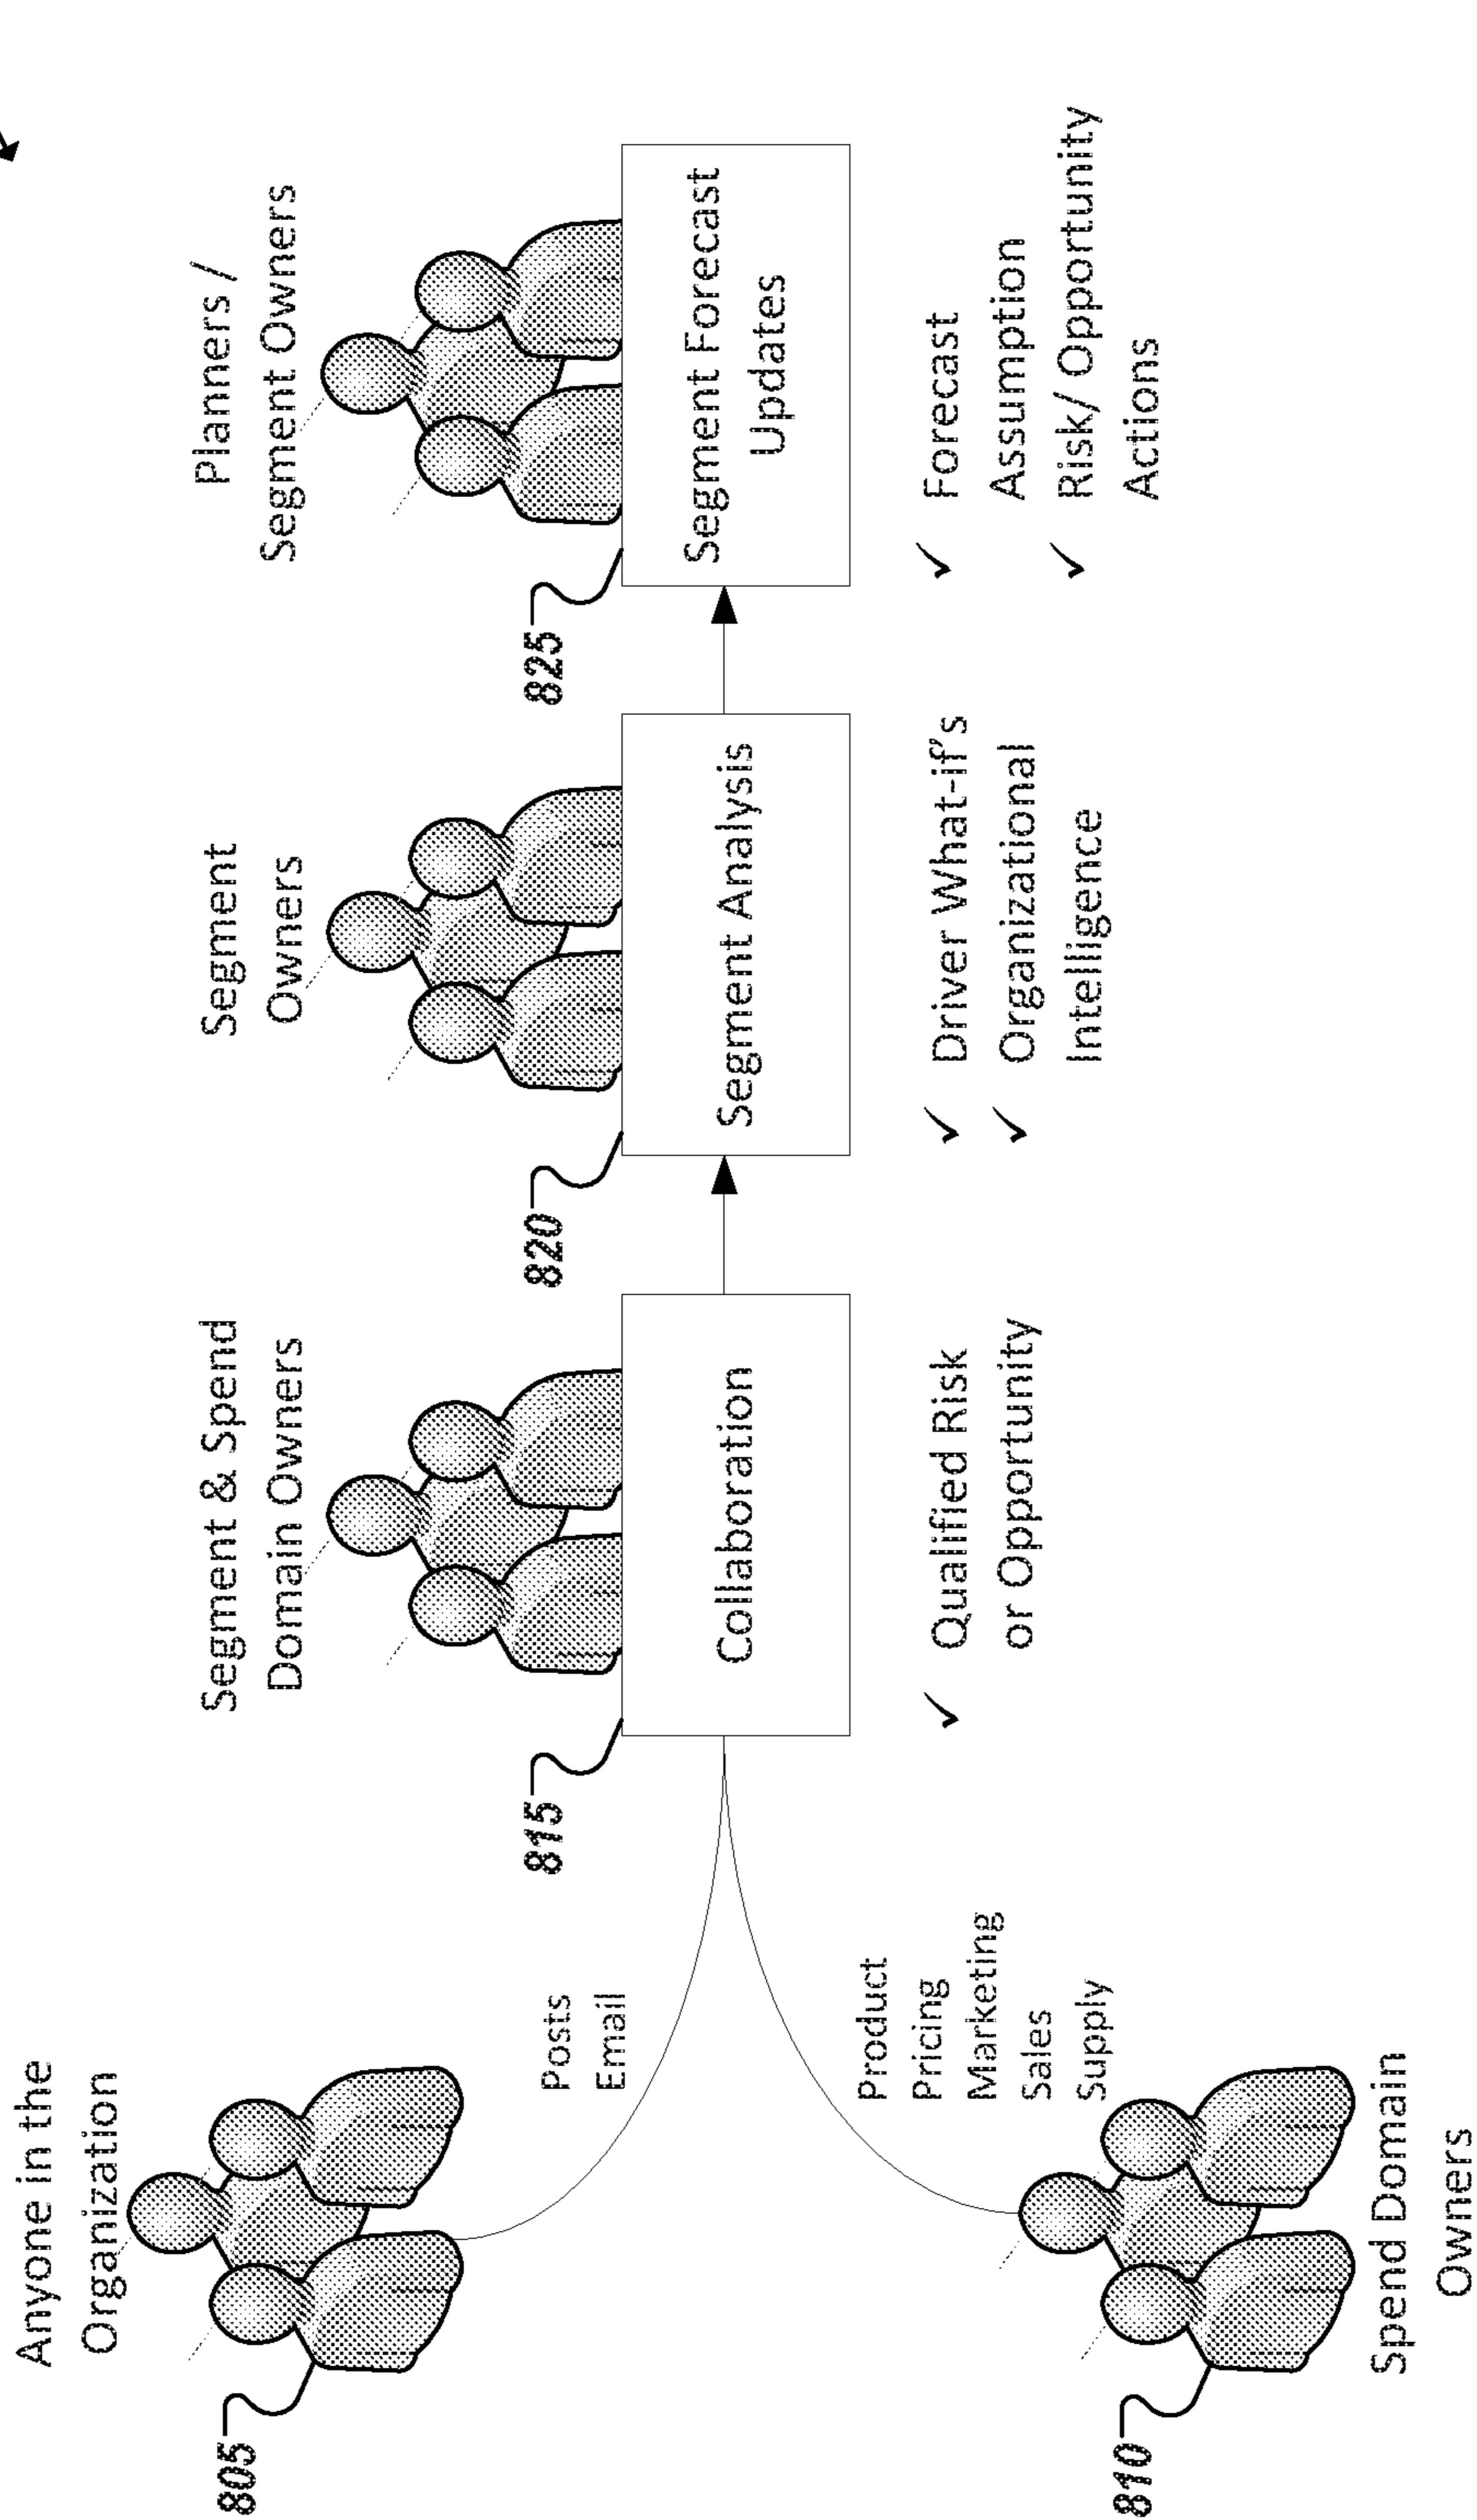 Anyone in the
Organization
805
Posts
Email
Product
Pricing
Marketing
Sales
Supply
810
Spend Domain
Owners
Segment & Spend
Domain Owners
815
Collaboration
✓ Qualified Risk
or Opportunity
Segment
Owners
820
Segment Analysis
✓ Driver What-if's
✓ Organizational
Intelligence
Planners /
Segment Owners
825
Segment Forecast
Updates
✓ Forecast
Assumption
✓ Risk/ Opportunity
Actions